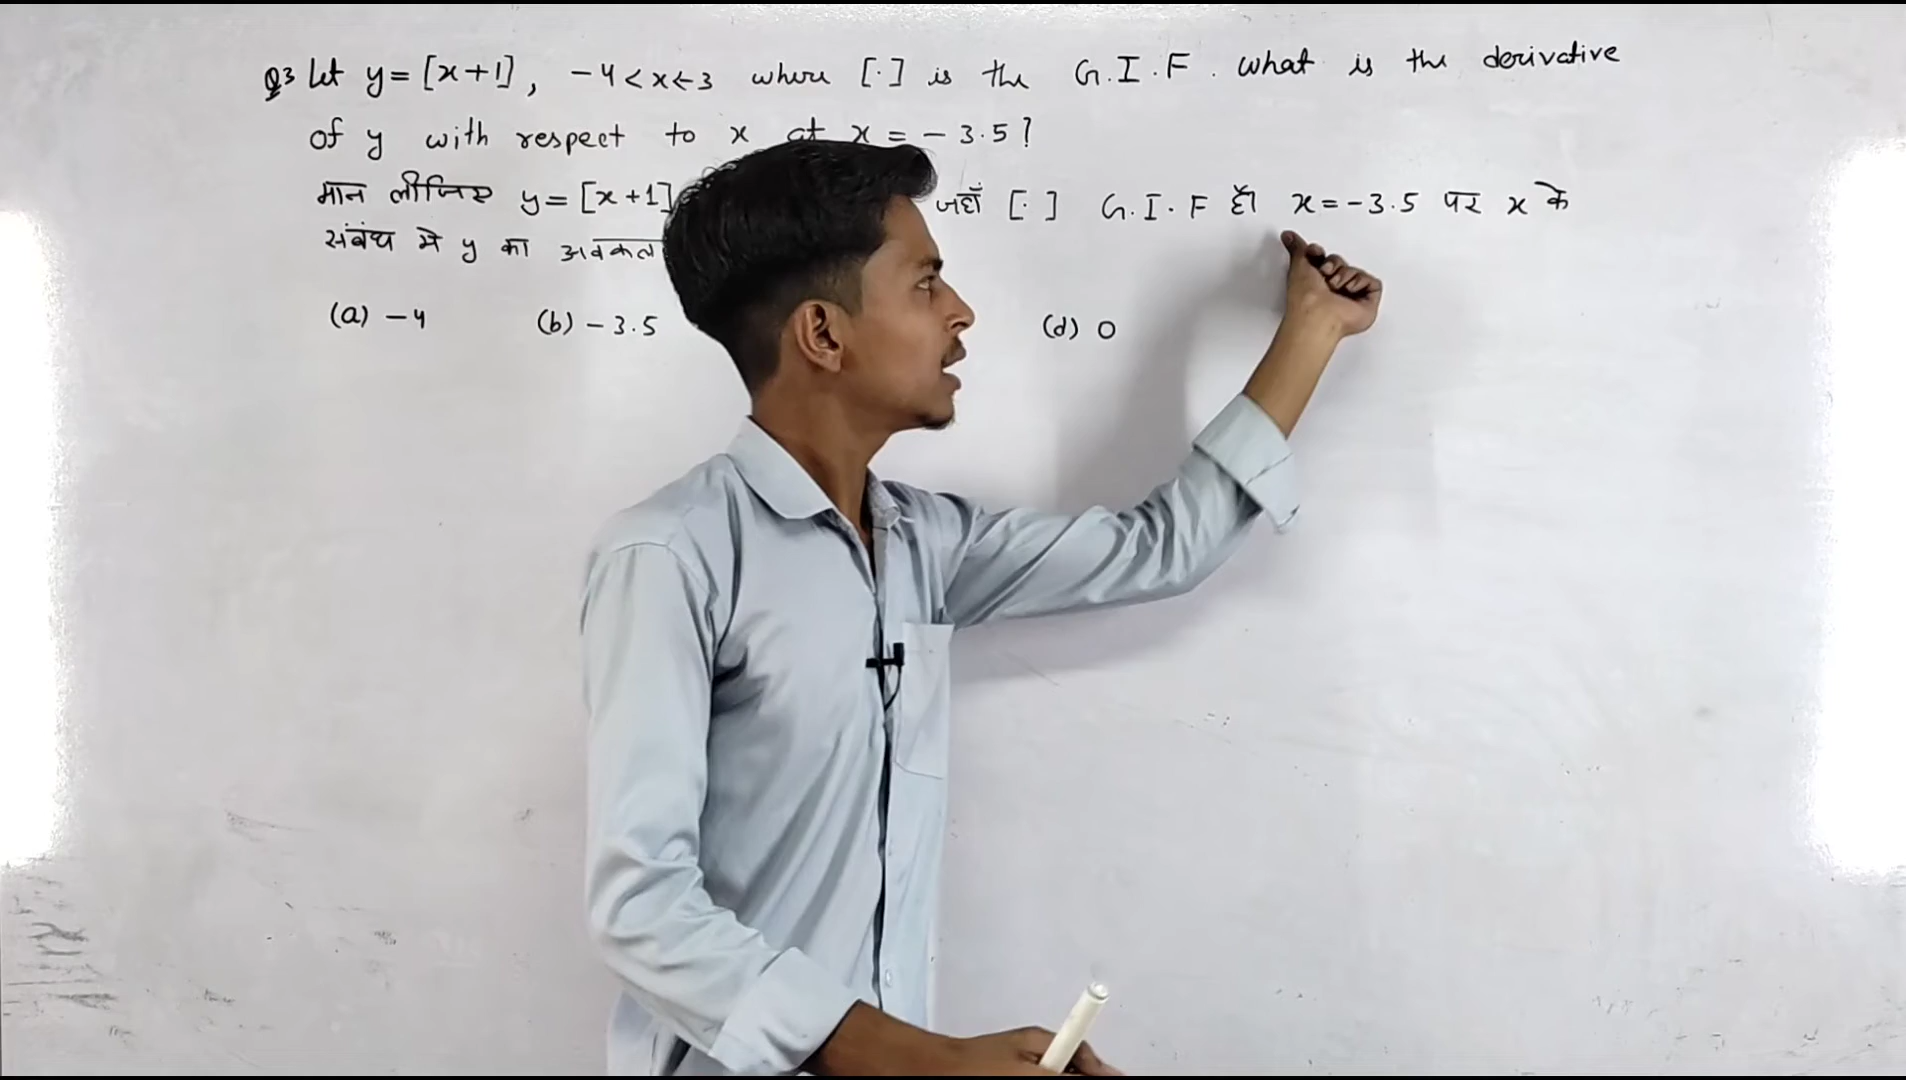 Q3 Let y = [x+1], -4 < x < -3 where [·] is the G.I.F. what is the derivative
of y with respect to x at x = -3.5?
मान लीजिए y = [x+1] जहाँ [·] G.I.F है। x = -3.5 पर x के
संबंध मे y का
(a) -4 (b) -3.5 (d) 0